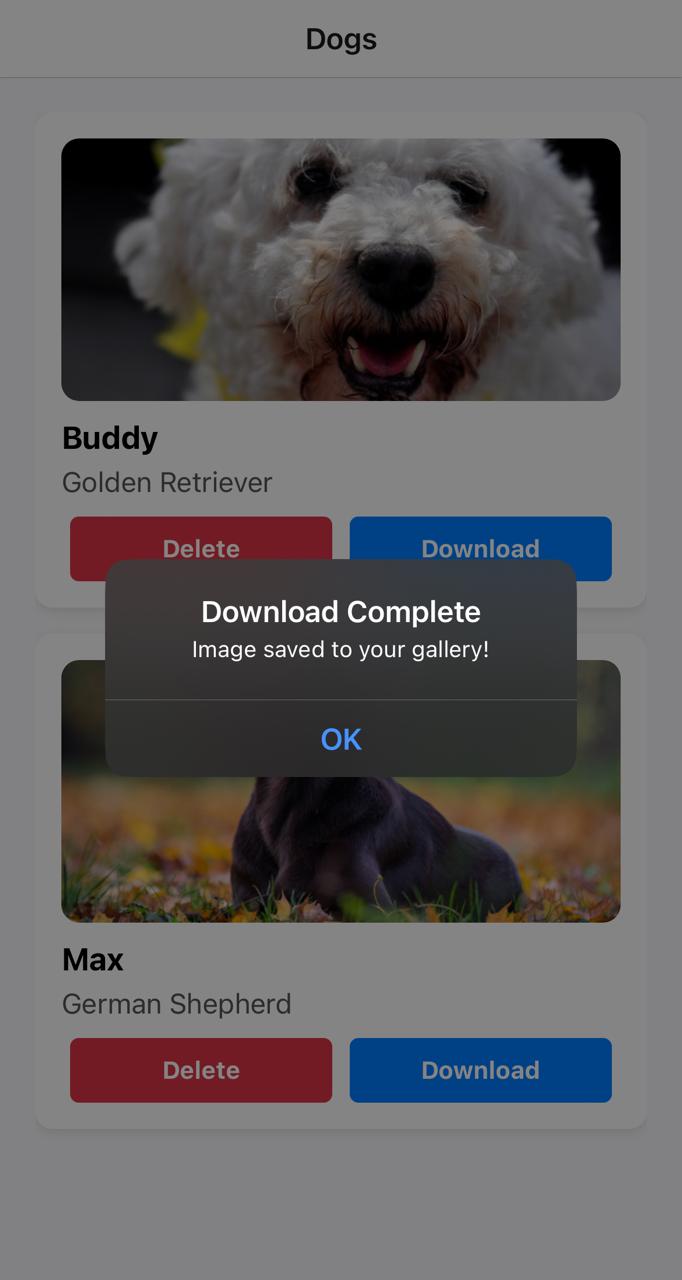 Dogs
Buddy
Golden Retriever
Delete
Download
Download Complete
Image saved to your gallery!
OK
Max
German Shepherd
Delete
Download